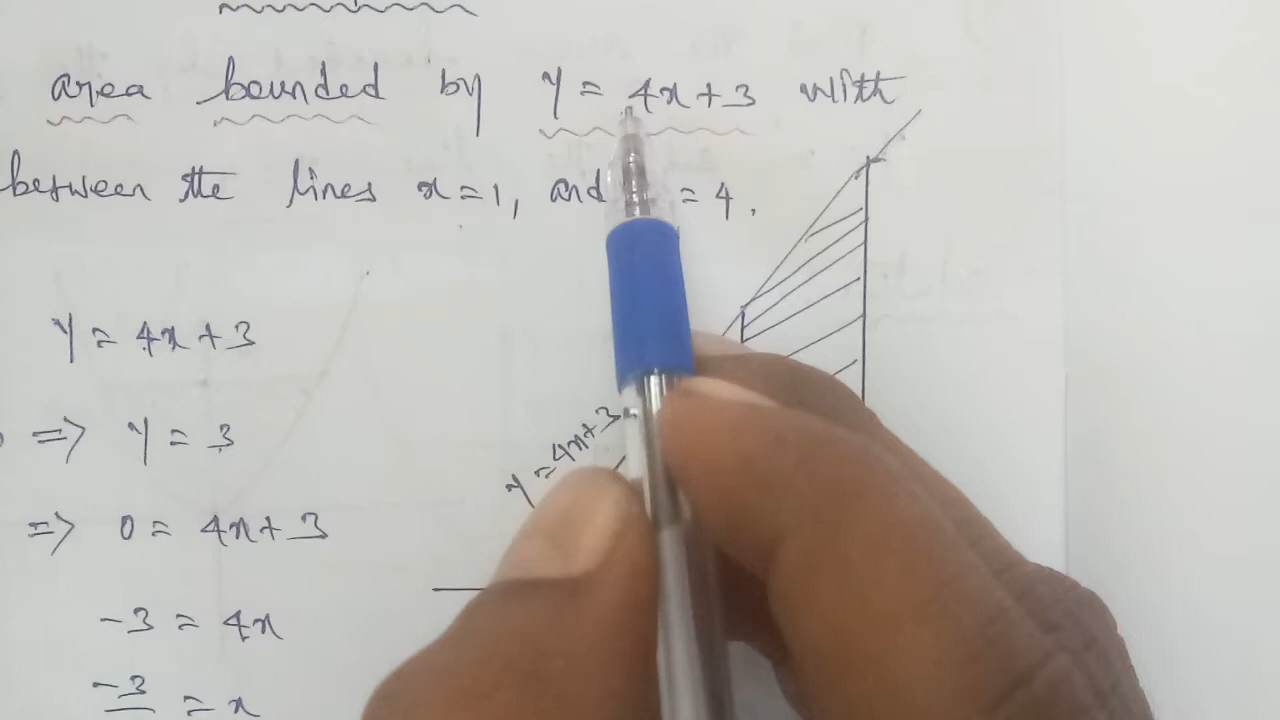 area bounded by y = 4x + 3 with
between the lines x = 1, and = 4.
y = 4x + 3
=> y = 3
y = 4x+3
=> 0 = 4x + 3
-3 = 4x
-3 = x